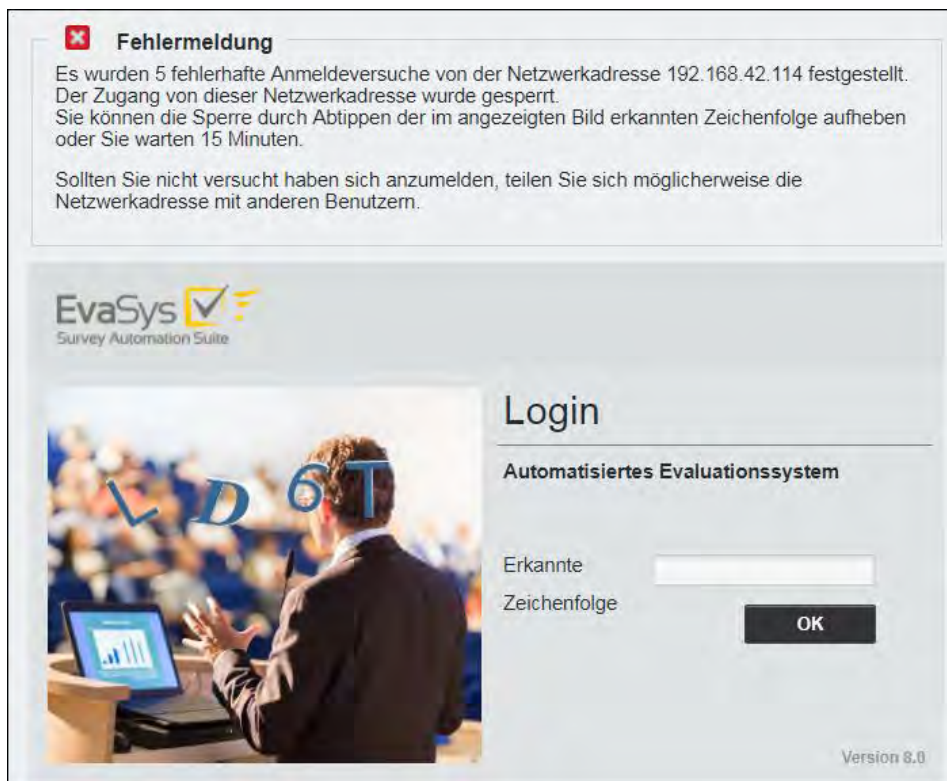 Fehlermeldung
Es wurden 5 fehlerhafte Anmeldeversuche von der Netzwerkadresse 192.168.42.114 festgestellt.
Der Zugang von dieser Netzwerkadresse wurde gesperrt.
Sie können die Sperre durch Abtippen der im angezeigten Bild erkannten Zeichenfolge aufheben
oder Sie warten 15 Minuten.
Sollten Sie nicht versucht haben sich anzumelden, teilen Sie sich möglicherweise die
Netzwerkadresse mit anderen Benutzern.
EvaSys
Survey Automation Suite
L D 6 T
Login
Automatisiertes Evaluationssystem
Erkannte
Zeichenfolge
OK
Version 8.0